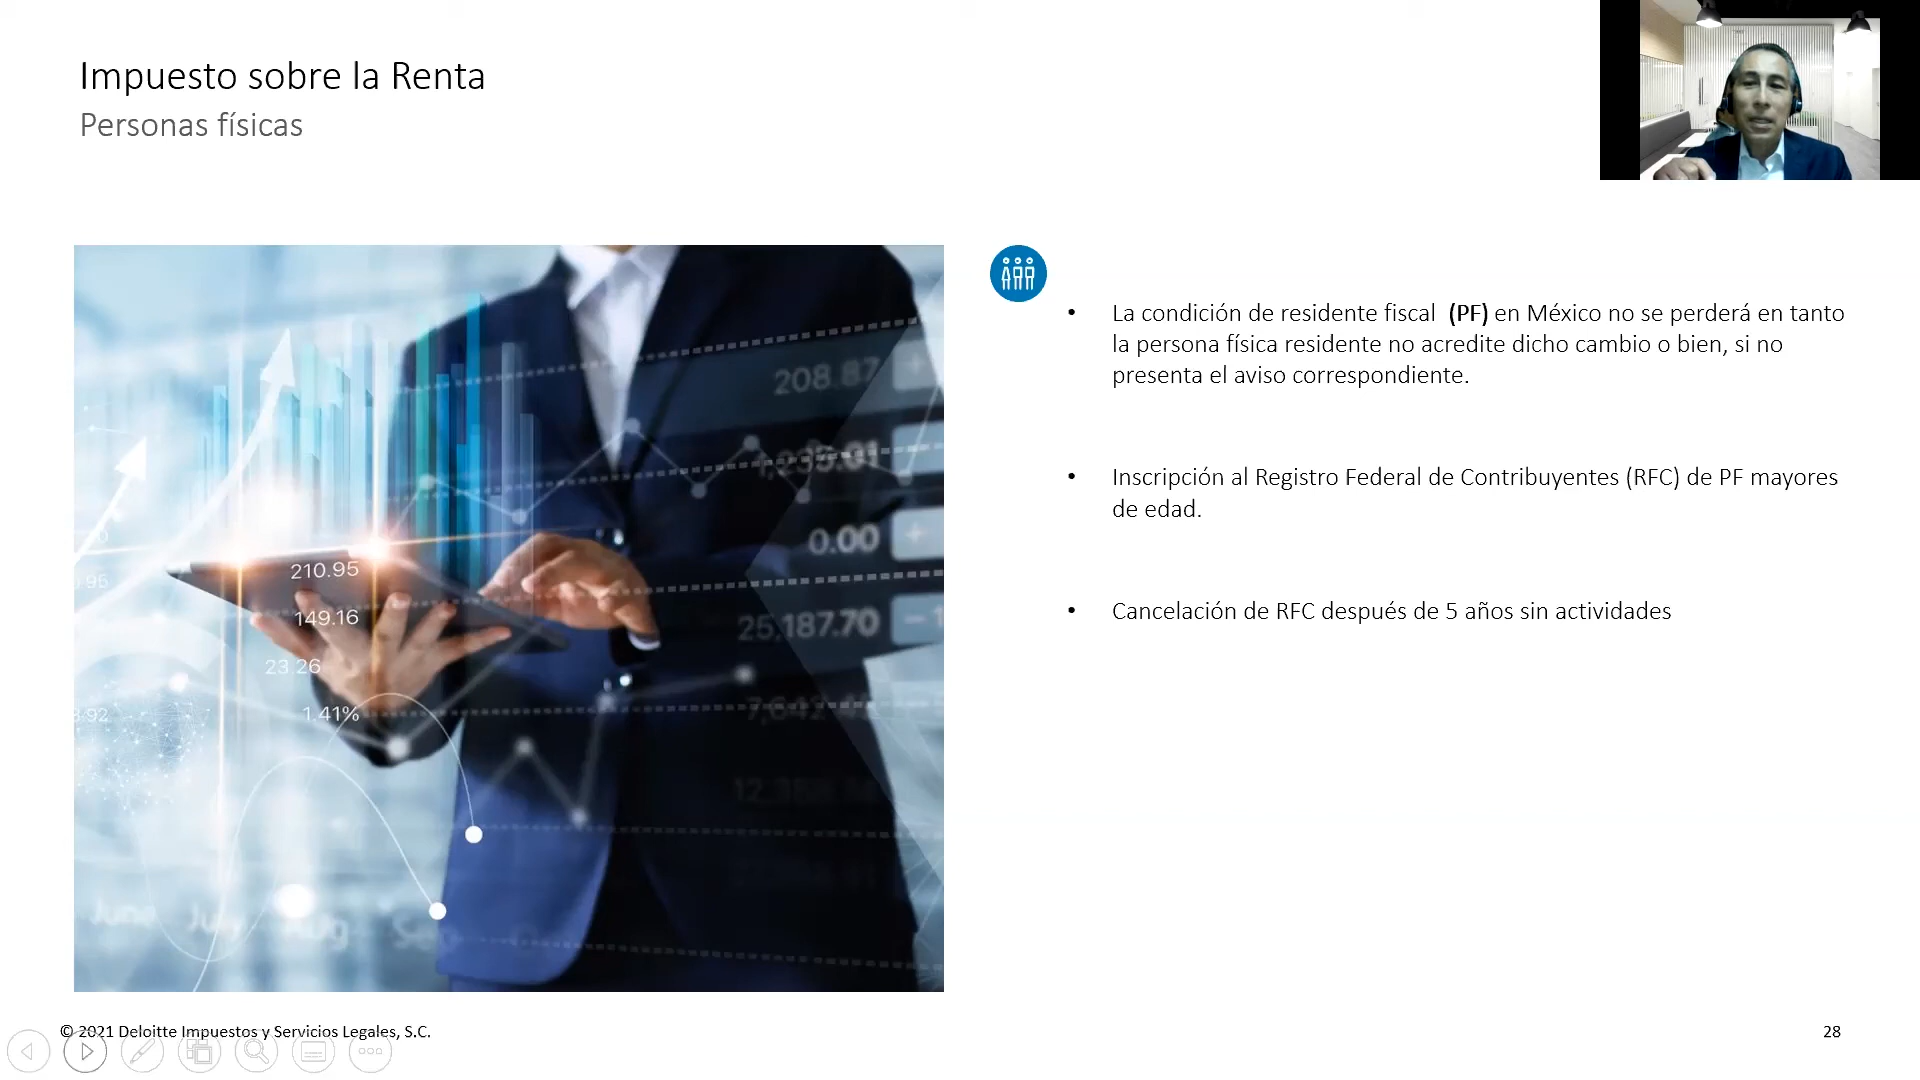 Impuesto sobre la Renta
Personas físicas
208.87
1,235.01
0.00
210.95
149.16
25,187.70
23.26
1.41%
June
July
Aug
• La condición de residente fiscal (PF) en México no se perderá en tanto
la persona física residente no acredite dicho cambio o bien, si no
presenta el aviso correspondiente.
• Inscripción al Registro Federal de Contribuyentes (RFC) de PF mayores
de edad.
• Cancelación de RFC después de 5 años sin actividades
© 2021 Deloitte Impuestos y Servicios Legales, S.C.
28